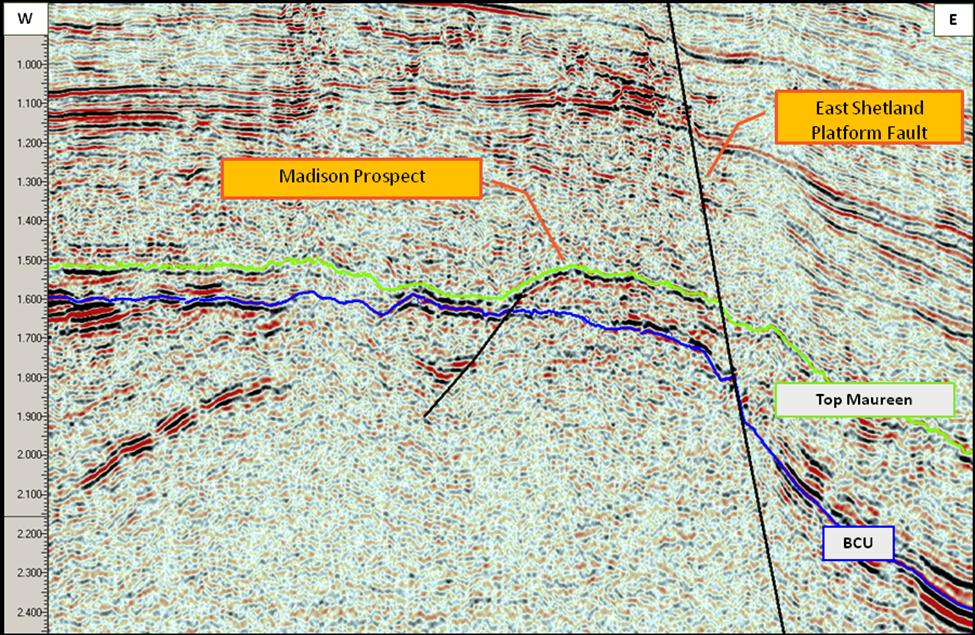 W
E
1.000
1.100
1.200
1.300
1.400
1.500
1.600
1.700
1.800
1.900
2.000
2.100
2.200
2.300
2.400
East Shetland
Platform Fault
Madison Prospect
Top Maureen
BCU